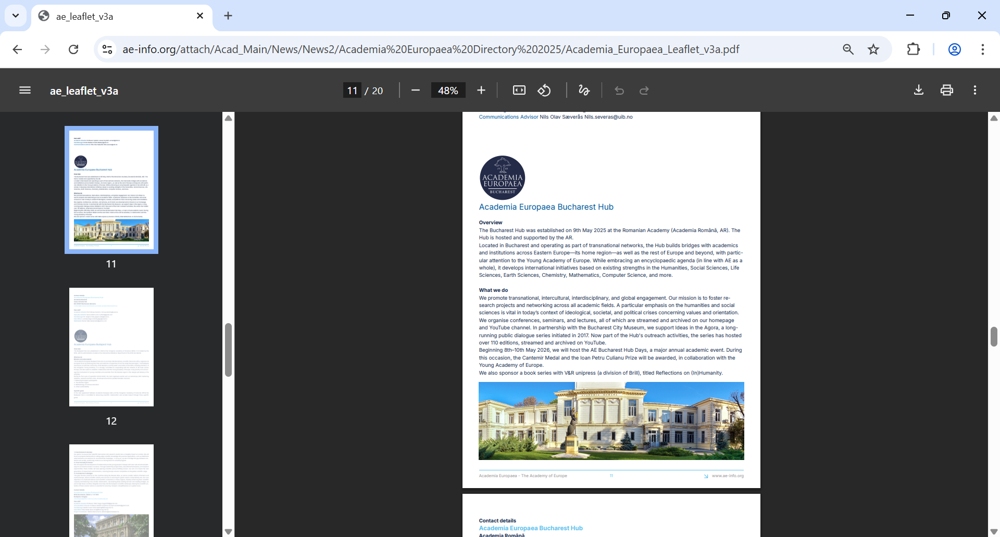 ae_leaflet_v3a
ae-info.org/attach/Acad_Main/News/News2/Academia%20Europaea%20Directory%202025/Academia_Europaea_Leaflet_v3a.pdf
ae_leaflet_v3a
11 / 20
48%
11
12
Communications Advisor Nils Olav Sæverås Nils.severas@uib.no
1988
ACADEMIA
EUROPAEA
BUCHAREST
Academia Europaea Bucharest Hub
Overview
The Bucharest Hub was established on 9th May 2025 at the Romanian Academy (Academia Română, AR). The
Hub is hosted and supported by the AR.
Located in Bucharest and operating as part of transnational networks, the Hub builds bridges with academics
and institutions across Eastern Europe—its home region—as well as the rest of Europe and beyond, with partic-
ular attention to the Young Academy of Europe. While embracing an encyclopaedic agenda (in line with AE as a
whole), it develops international initiatives based on existing strengths in the Humanities, Social Sciences, Life
Sciences, Earth Sciences, Chemistry, Mathematics, Computer Science, and more.
What we do
We promote transnational, intercultural, interdisciplinary, and global engagement. Our mission is to foster re-
search projects and networking across all academic fields. A particular emphasis on the humanities and social
sciences is vital in today's context of ideological, societal, and political crises concerning values and orientation.
We organise conferences, seminars, and lectures, all of which are streamed and archived on our homepage
and YouTube channel. In partnership with the Bucharest City Museum, we support Ideas in the Agora, a long-
running public dialogue series initiated in 2017. Now part of the Hub's outreach activities, the series has hosted
over 110 editions, streamed and archived on YouTube.
Beginning 8th–10th May 2026, we will host the AE Bucharest Hub Days, a major annual academic event. During
this occasion, the Cantemir Medal and the Ioan Petru Culianu Prize will be awarded, in collaboration with the
Young Academy of Europe.
We also sponsor a book series with V&R unipress (a division of Brill), titled Reflections on (In)Humanity.
Academia Europaea - The Academy of Europe
11
www.ae-info.org
Contact details
Academia Europaea Bucharest Hub
Academia Română